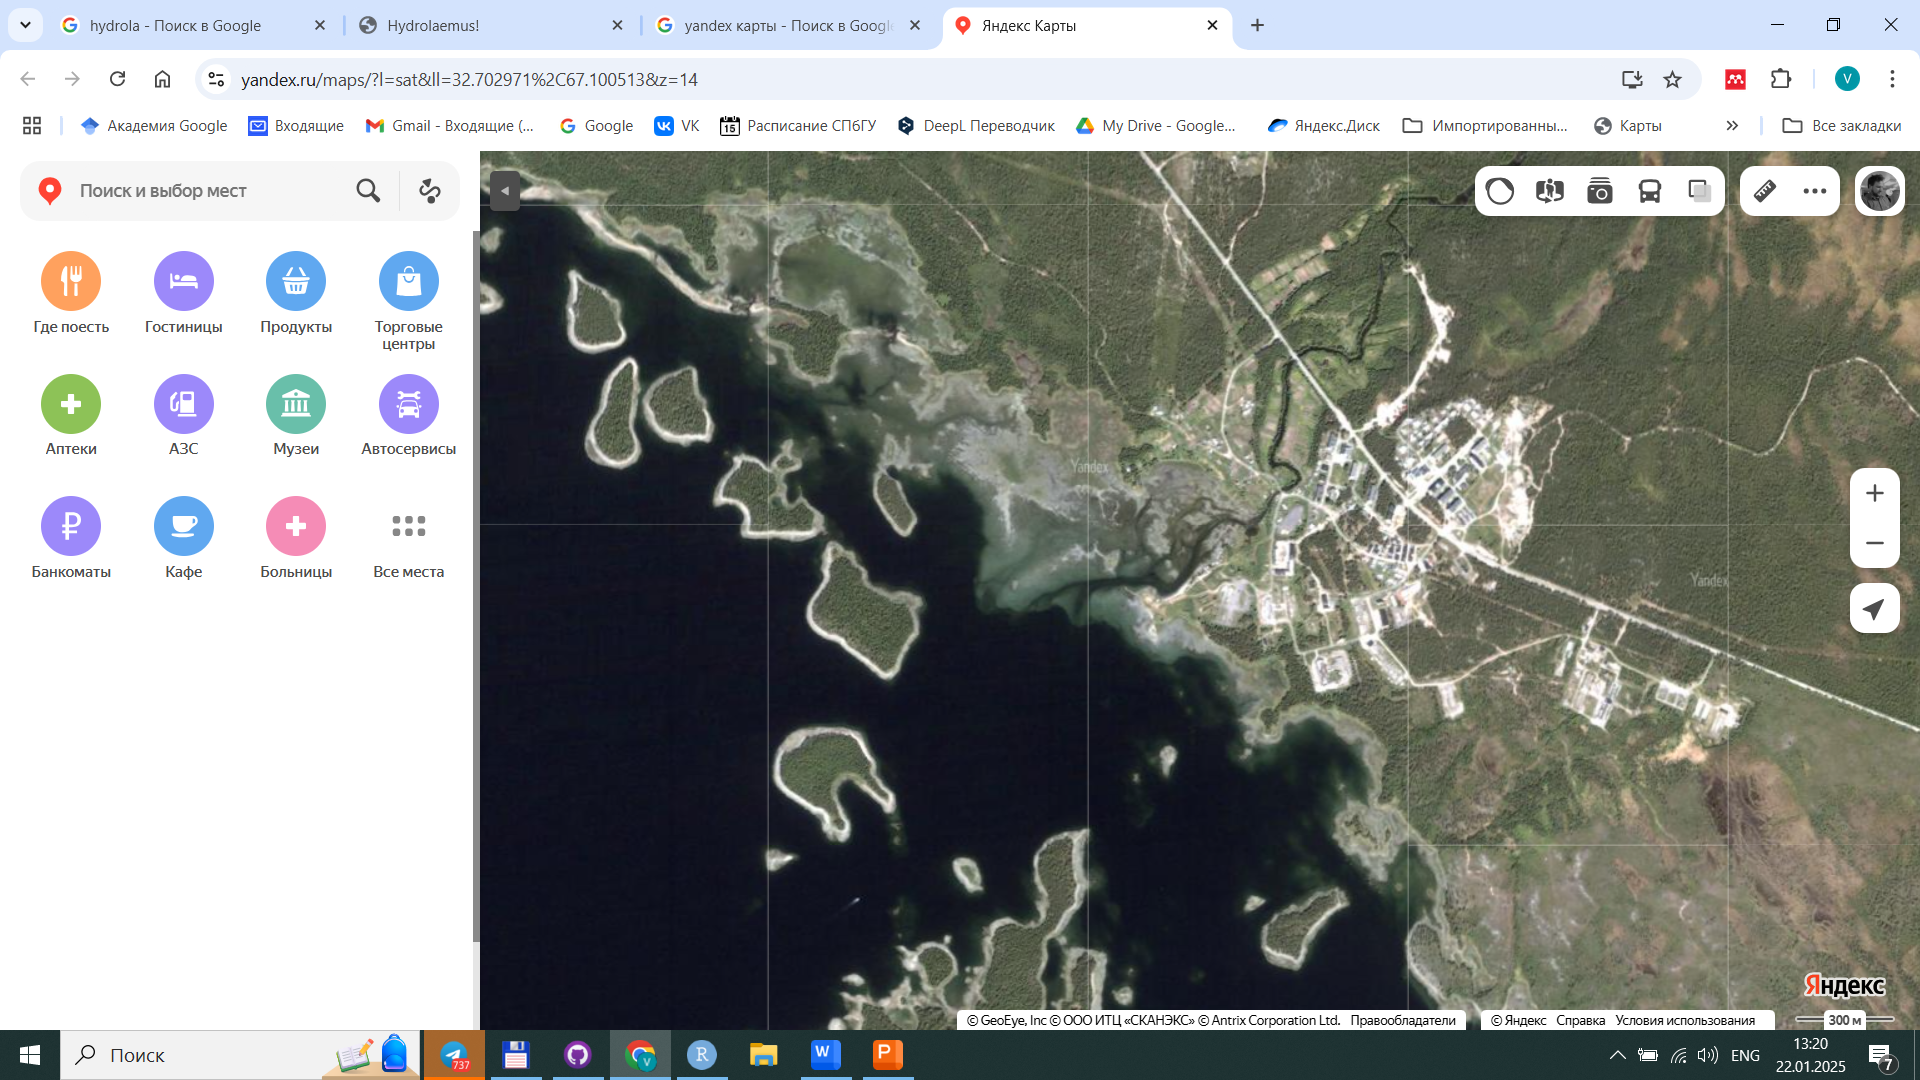 hydrola - Поиск в Google
Hydrolaemus!
yandex карты - Поиск в Google
Яндекс Карты
yandex.ru/maps/?l=sat&ll=32.702971%2C67.100513&z=14
V
Академия Google
Входящие
Gmail - Входящие (...
Google
VK
15
Расписание СПбГУ
DeepL Переводчик
My Drive - Google...
Яндекс.Диск
Импортированны...
Карты
Все закладки
Поиск и выбор мест
Где поесть
Гостиницы
Продукты
Торговые
центры
Аптеки
АЗС
Музеи
Автосервисы
Банкоматы
Кафе
Больницы
Все места
Yandex
Yandex
Яндекс
© GeoEye, Inc © ООО ИТЦ «СКАНЭКС» © Antrix Corporation Ltd. Правообладатели
© Яндекс Справка Условия использования
300 м
Поиск
737
V
R
W
P
ENG
13:20
22.01.2025
7